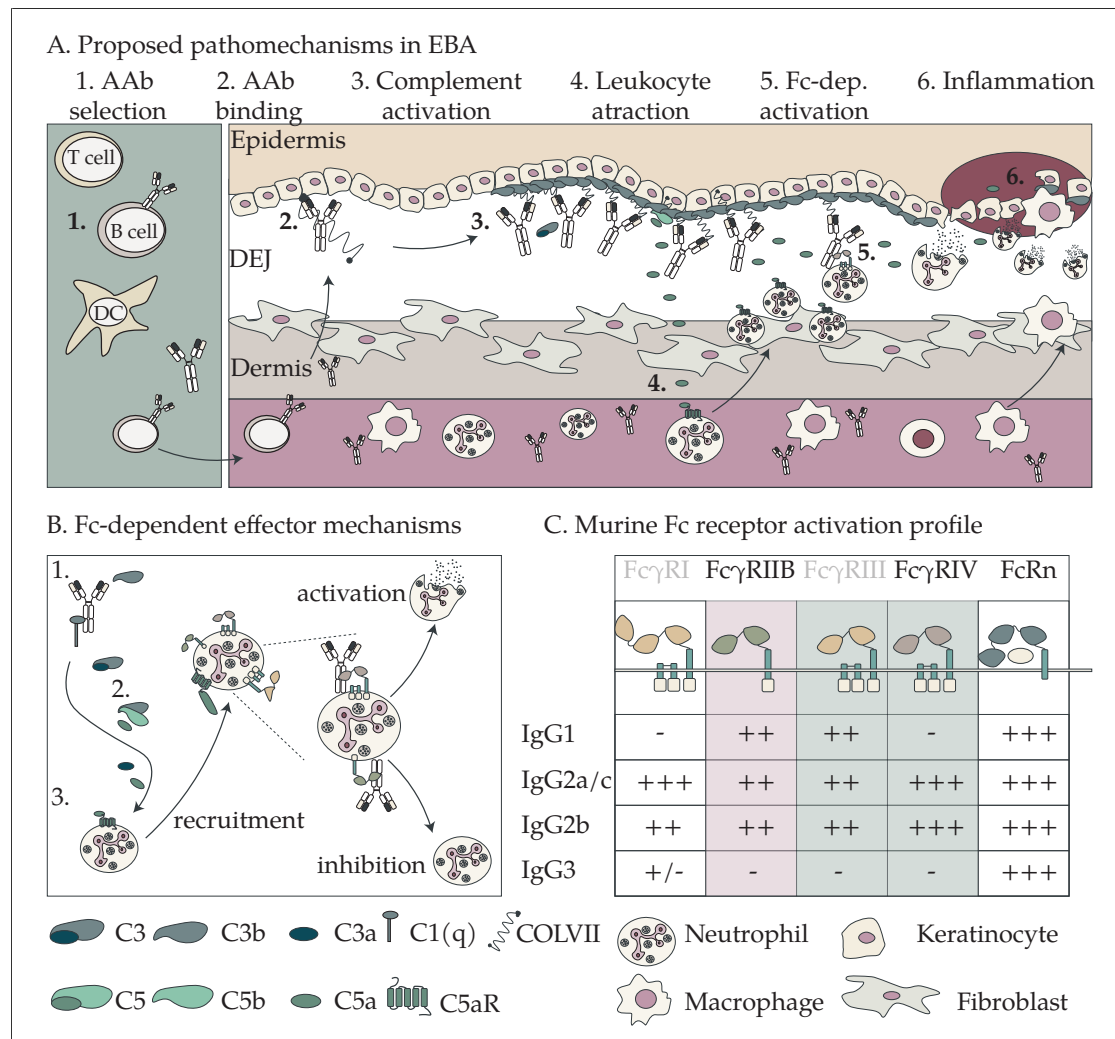 A. Proposed pathomechanisms in EBA
1. AAb selection
2. AAb binding
3. Complement activation
4. Leukocyte atraction
5. Fc-dep. activation
6. Inflammation
Epidermis
T cell
1.
B cell
DC
2.
3.
4.
5.
6.
DEJ
Dermis
B. Fc-dependent effector mechanisms
1.
2.
3.
activation
recruitment
inhibition
C. Murine Fc receptor activation profile
FcγRI FcγRIIB FcγRIII FcγRIV FcRn
IgG1 - ++ ++ - +++
IgG2a/c +++ ++ ++ +++ +++
IgG2b ++ ++ ++ +++ +++
IgG3 +/- - - - +++
C3 C3b C3a C1(q) COLVII Neutrophil Keratinocyte
C5 C5b C5a C5aR Macrophage Fibroblast